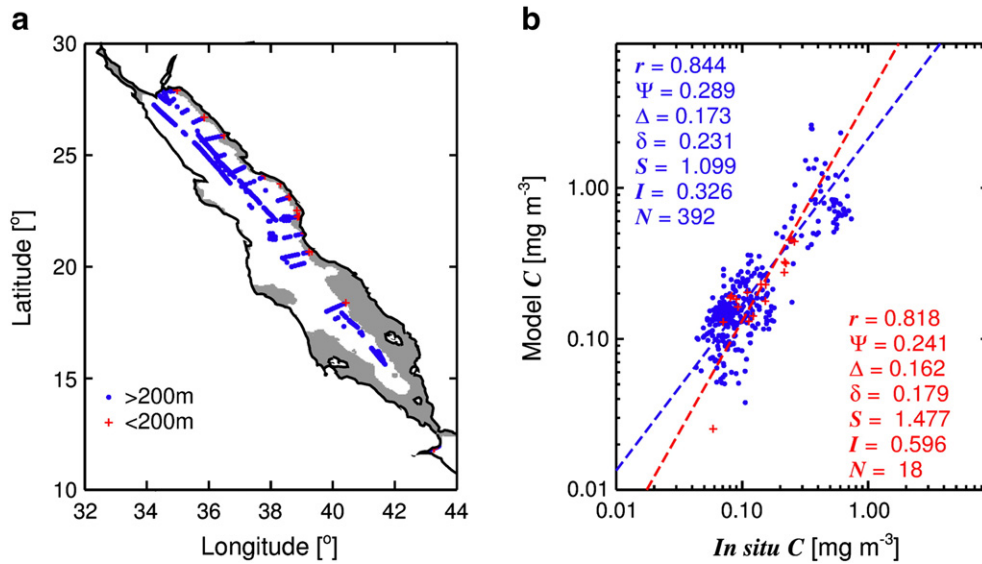 a
30
25
20
15
10
Latitude [º]
>200m
<200m
32 34 36 38 40 42 44
Longitude [º]
b
1.00
0.10
0.01
Model C [mg m-3]
r = 0.844
Ψ = 0.289
Δ = 0.173
δ = 0.231
S = 1.099
I = 0.326
N = 392
r = 0.818
Ψ = 0.241
Δ = 0.162
δ = 0.179
S = 1.477
I = 0.596
N = 18
0.01 0.10 1.00
In situ C [mg m-3]